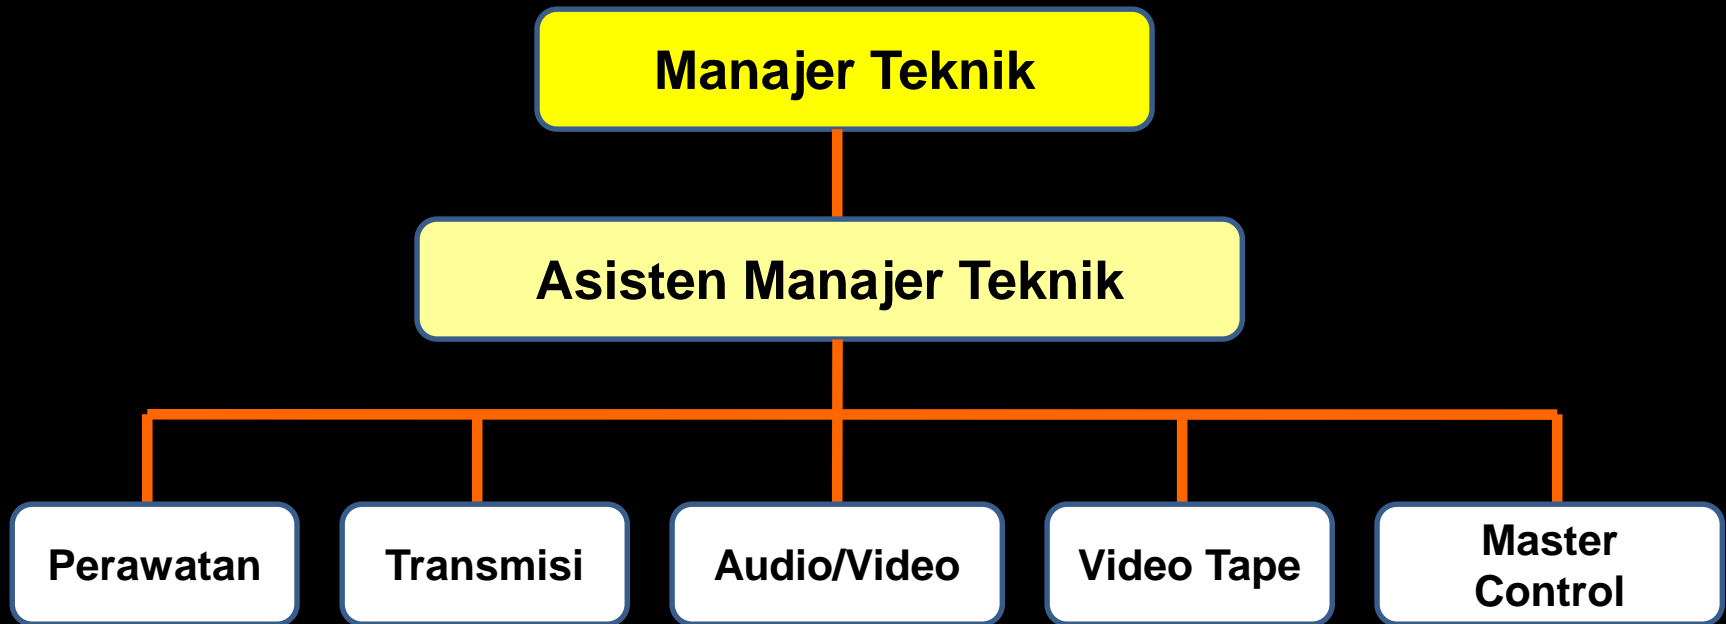 Manajer Teknik
Asisten Manajer Teknik
Perawatan
Transmisi
Audio/Video
Video Tape
Master
Control